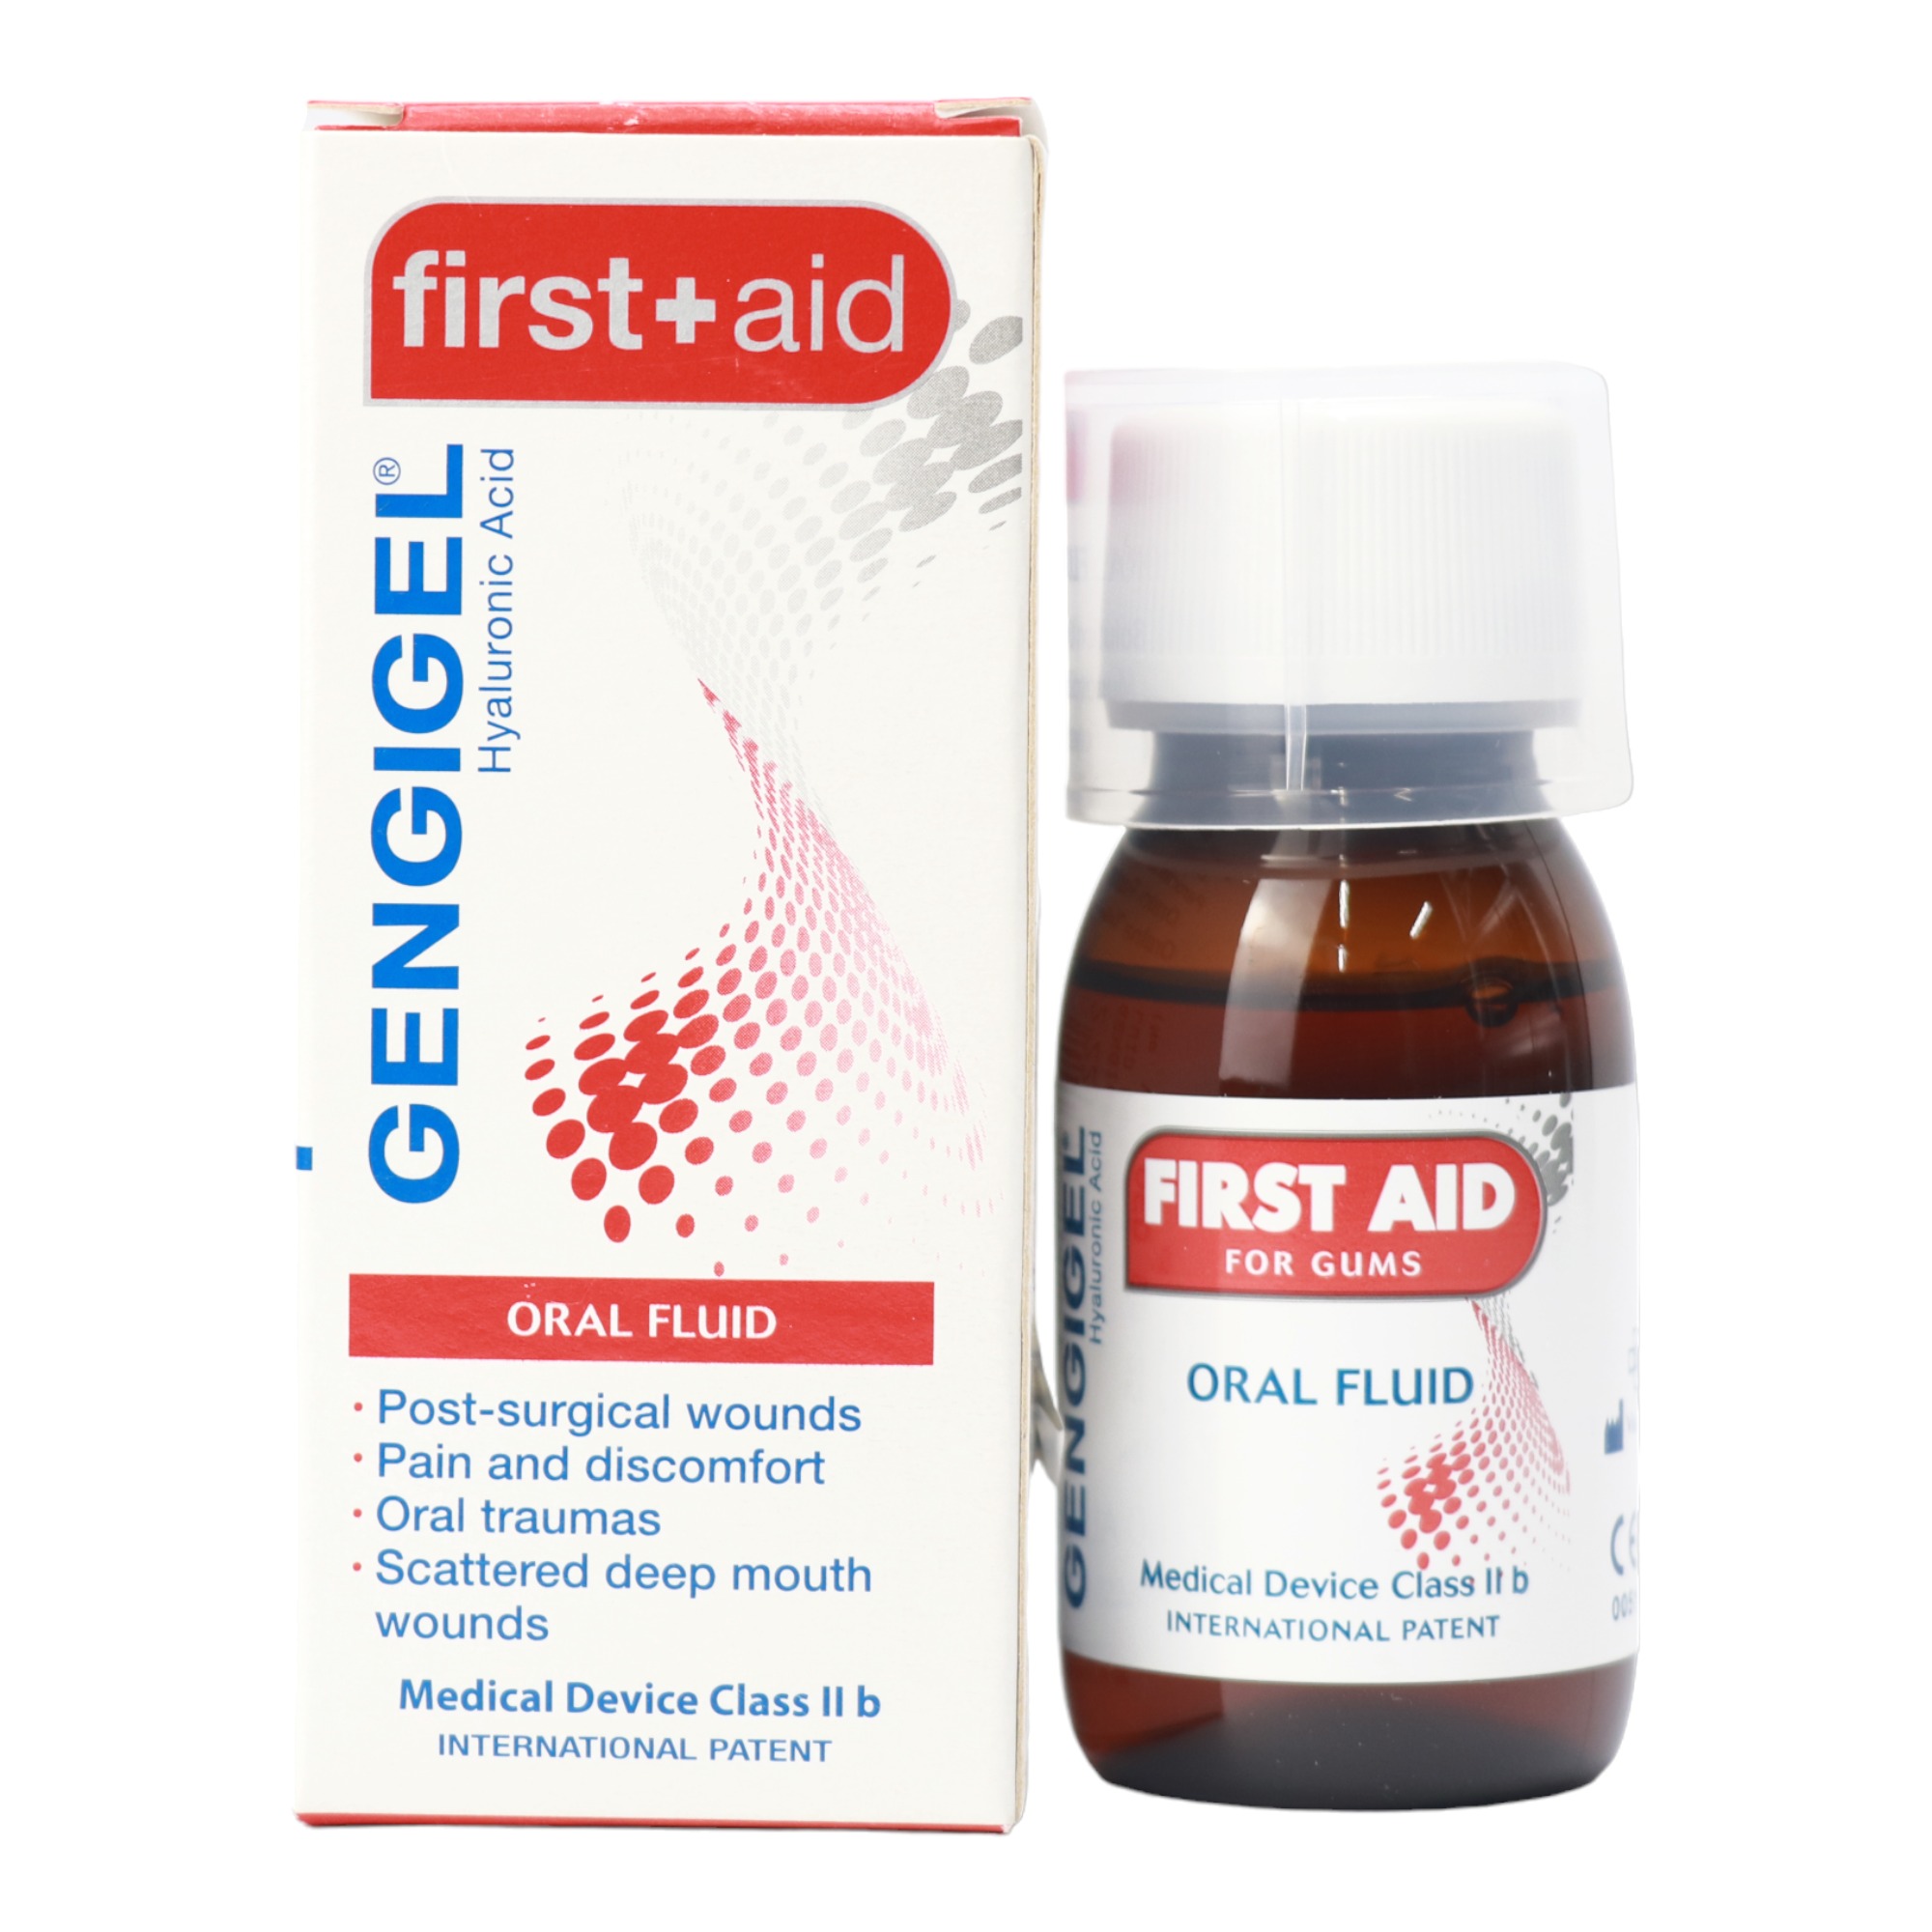 first+aid
GENGIGEL®
Hyaluronic Acid
ORAL FLUID
• Post-surgical wounds
• Pain and discomfort
• Oral traumas
• Scattered deep mouth
wounds
Medical Device Class II b
INTERNATIONAL PATENT
GENGIGEL
Hyaluronic Acid
FIRST AID
FOR GUMS
ORAL FLUID
Medical Device Class II b
INTERNATIONAL PATENT